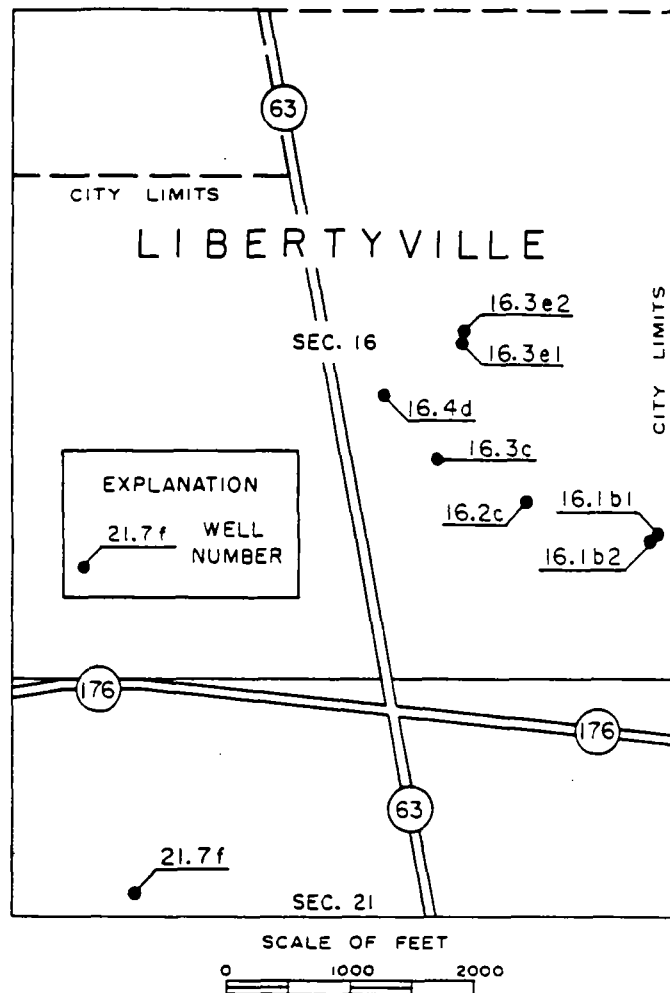 63
CITY LIMITS
LIBERTYVILLE
16.3e2
SEC. 16
16.3e1
CITY LIMITS
16.4d
16.3c
EXPLANATION
21.7f WELL
NUMBER
16.2c
16.1b1
16.1b2
176
176
63
21.7f
SEC. 21
SCALE OF FEET
0 1000 2000